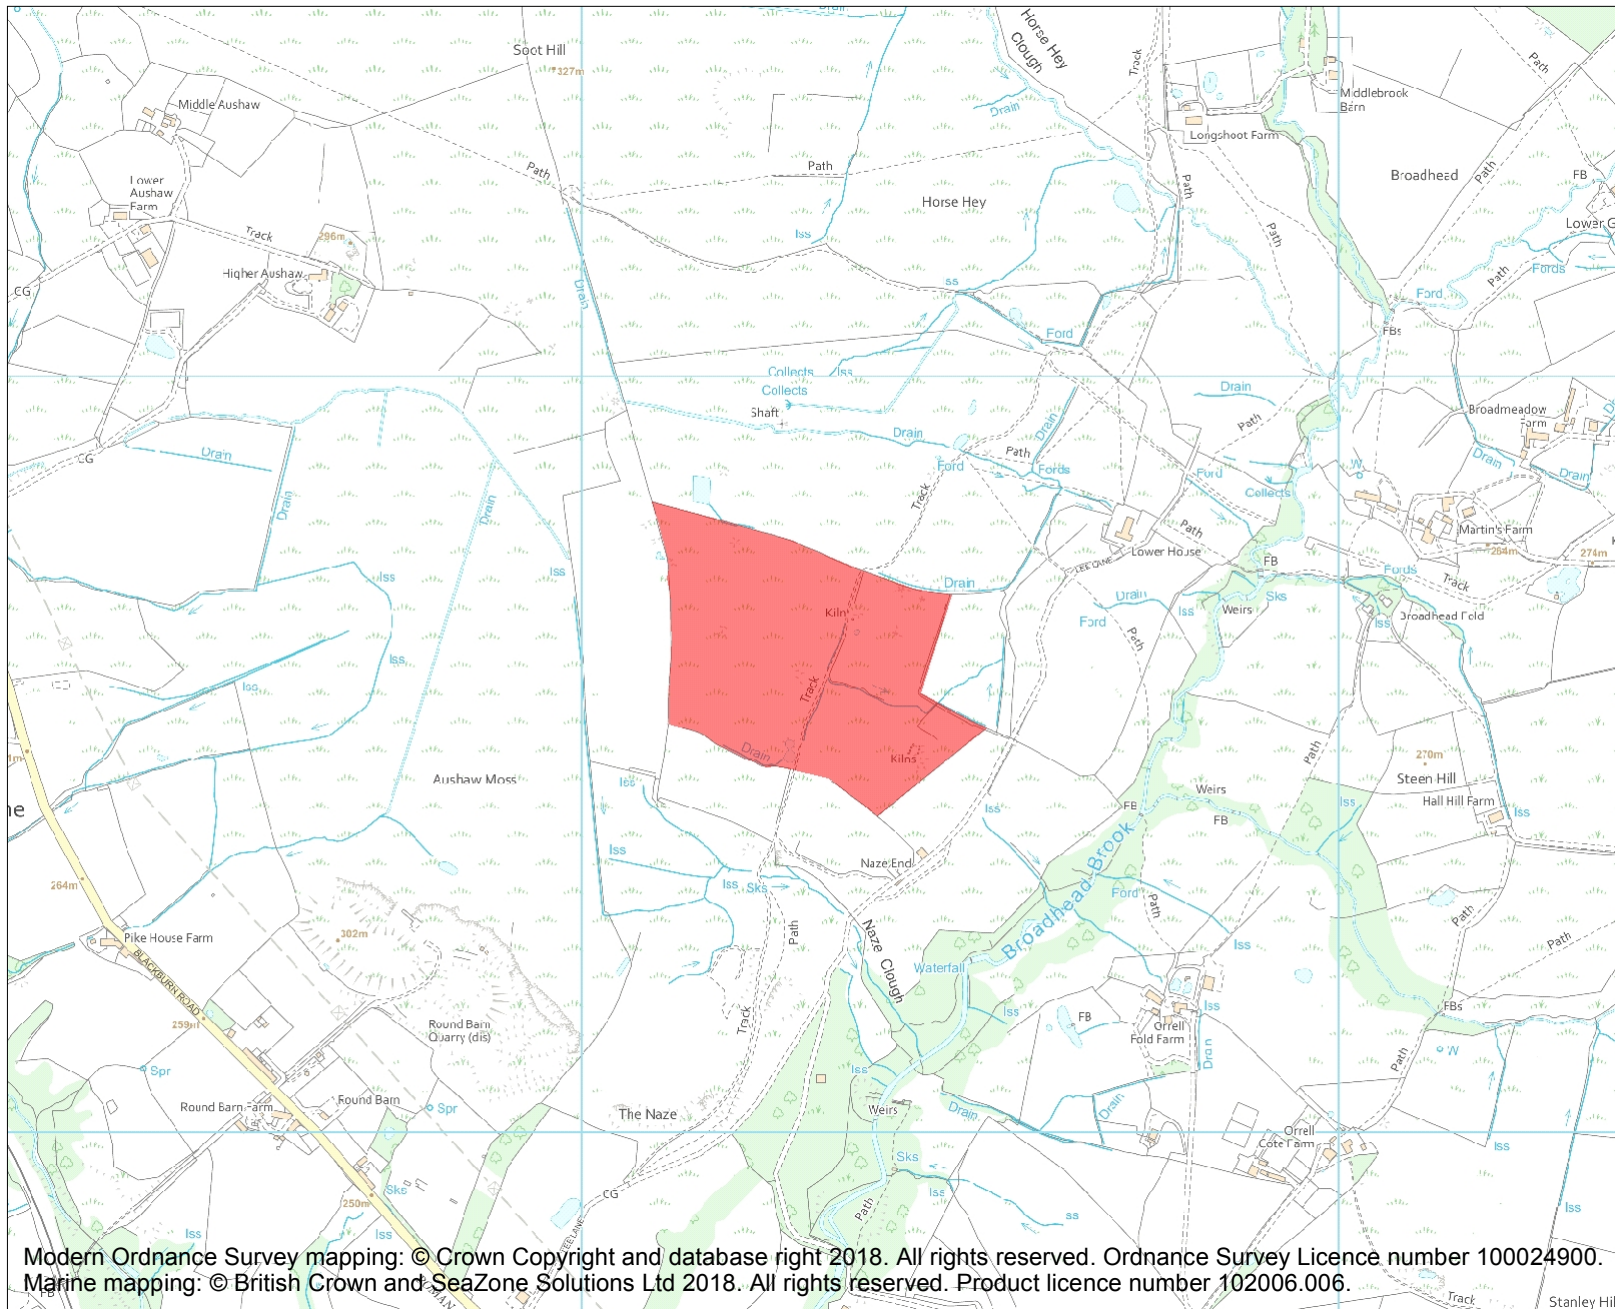 Drain
Soot Hill
327m
Horse Hey
Clough
Track
Path
Middle Aushaw
Drain
Middlebrook
Barn
Longshoot Farm
Path
Path
Lower
Aushaw
Farm
Path
Broadhead
Path
FB
Horse Hey
Lower G
Track
296m
Iss
Path
Higher Aushaw
Fords
Path
CG
Drain
ss
Ford
Ford
FBs
Collects
Iss
Collects
Drain
Shaft
Broadmeadow
Farm
Path
Drain
Drain
Path
CG
Drain
Ford
Fords
W
Ford
Drain
Drain
Collects
Drain
Drain
Track
Path
Martin's Farm
264m
274m
Lower House
LEE LANE
FB
Iss
Iss
Drain
Fords
Track
Drain
Iss
Sks
Weirs
Kiln
Ford
Broadhead Fold
Iss
Path
Iss
Iss
Track
Path
Drain
Kilns
270m
Steen Hill
Aushaw Moss
Iss
Weirs
Hall Hill Farm
Iss
ne
Iss
FB
FB
Iss
Iss
Naze End
264m
Iss
Sks
Broadhead Brook
Ford
Path
Path
Path
Naze Clough
Pike House Farm
302m
Iss
BLACKBURN ROAD
Waterfall
Path
Track
Iss
Iss
FBs
FB
259m
Round Barn
Quarry (dis)
Orrell
Fold Farm
W
Drain
Path
Spr
Iss
Round Barn Farm
Round Barn
Spr
The Naze
Weirs
Drain
Drain
Orrell
Cote Farm
Iss
Sks
Sks
CG
Iss
250m
Path
Iss
Iss
Iss
ss
Modern Ordnance Survey mapping: © Crown Copyright and database right 2018. All rights reserved. Ordnance Survey Licence number 100024900.
Marine mapping: © British Crown and SeaZone Solutions Ltd 2018. All rights reserved. Product licence number 102006.006.
FB
Track
Stanley Hil